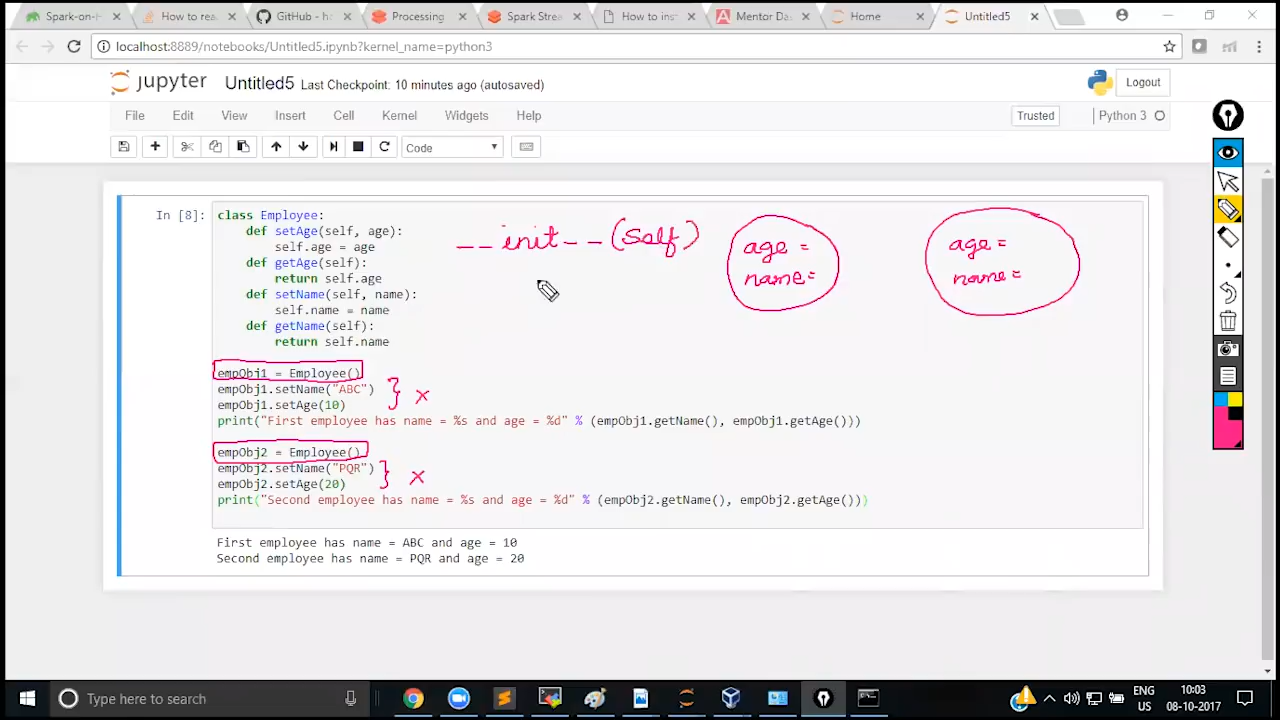 Spark-on-H
How to rea
GitHub - ha
Processing
Spark Strea
How to inst
Mentor Das
Home
Untitled5
localhost:8889/notebooks/Untitled5.ipynb?kernel_name=python3
jupyter Untitled5 Last Checkpoint: 10 minutes ago (autosaved)
Logout
File Edit View Insert Cell Kernel Widgets Help
Trusted Python 3
Code
In [8]:
class Employee:
def setAge(self, age):
self.age = age
def getAge(self):
return self.age
def setName(self, name):
self.name = name
def getName(self):
return self.name
__init__(self)
age =
name=
age=
name=
empObj1 = Employee()
empObj1.setName("ABC")
empObj1.setAge(10)
} x
print("First employee has name = %s and age = %d" % (empObj1.getName(), empObj1.getAge()))
empObj2 = Employee()
empObj2.setName("PQR")
empObj2.setAge(20)
} x
print("Second employee has name = %s and age = %d" % (empObj2.getName(), empObj2.getAge()))
First employee has name = ABC and age = 10
Second employee has name = PQR and age = 20
Type here to search
ENG
US
10:03
08-10-2017